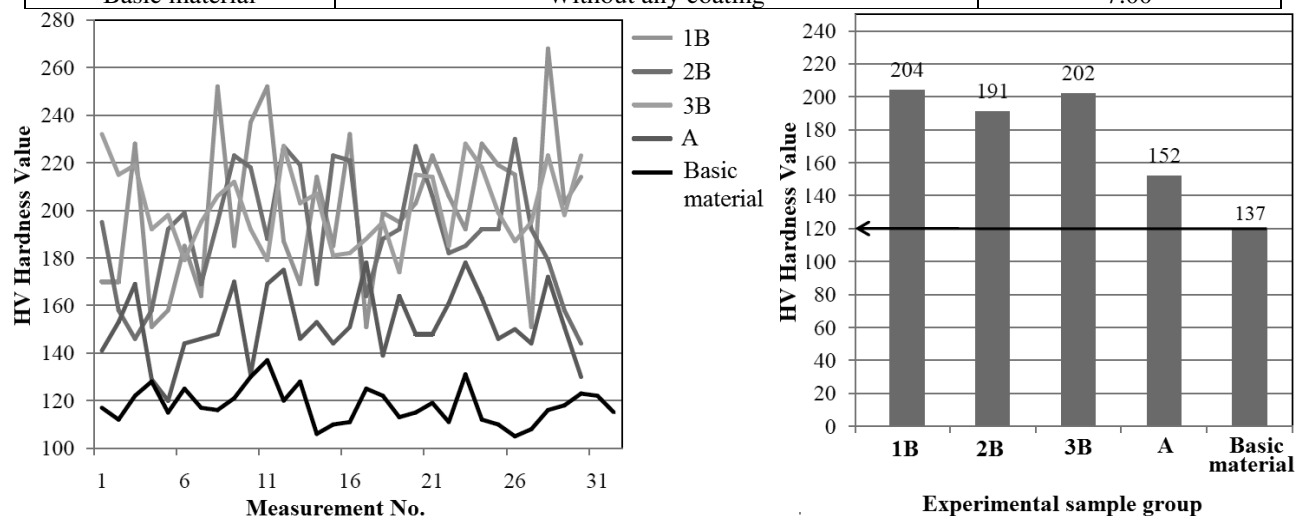 Basic material Without any coating 7.00
280
260
240
220
200
180
160
140
120
100
HV Hardness Value
1 6 11 16 21 26 31
Measurement No.
1B
2B
3B
A
Basic
material
240
220
200
180
160
140
120
100
80
60
40
20
0
HV Hardness Value
204
191
202
152
137
1B 2B 3B A Basic
material
Experimental sample group